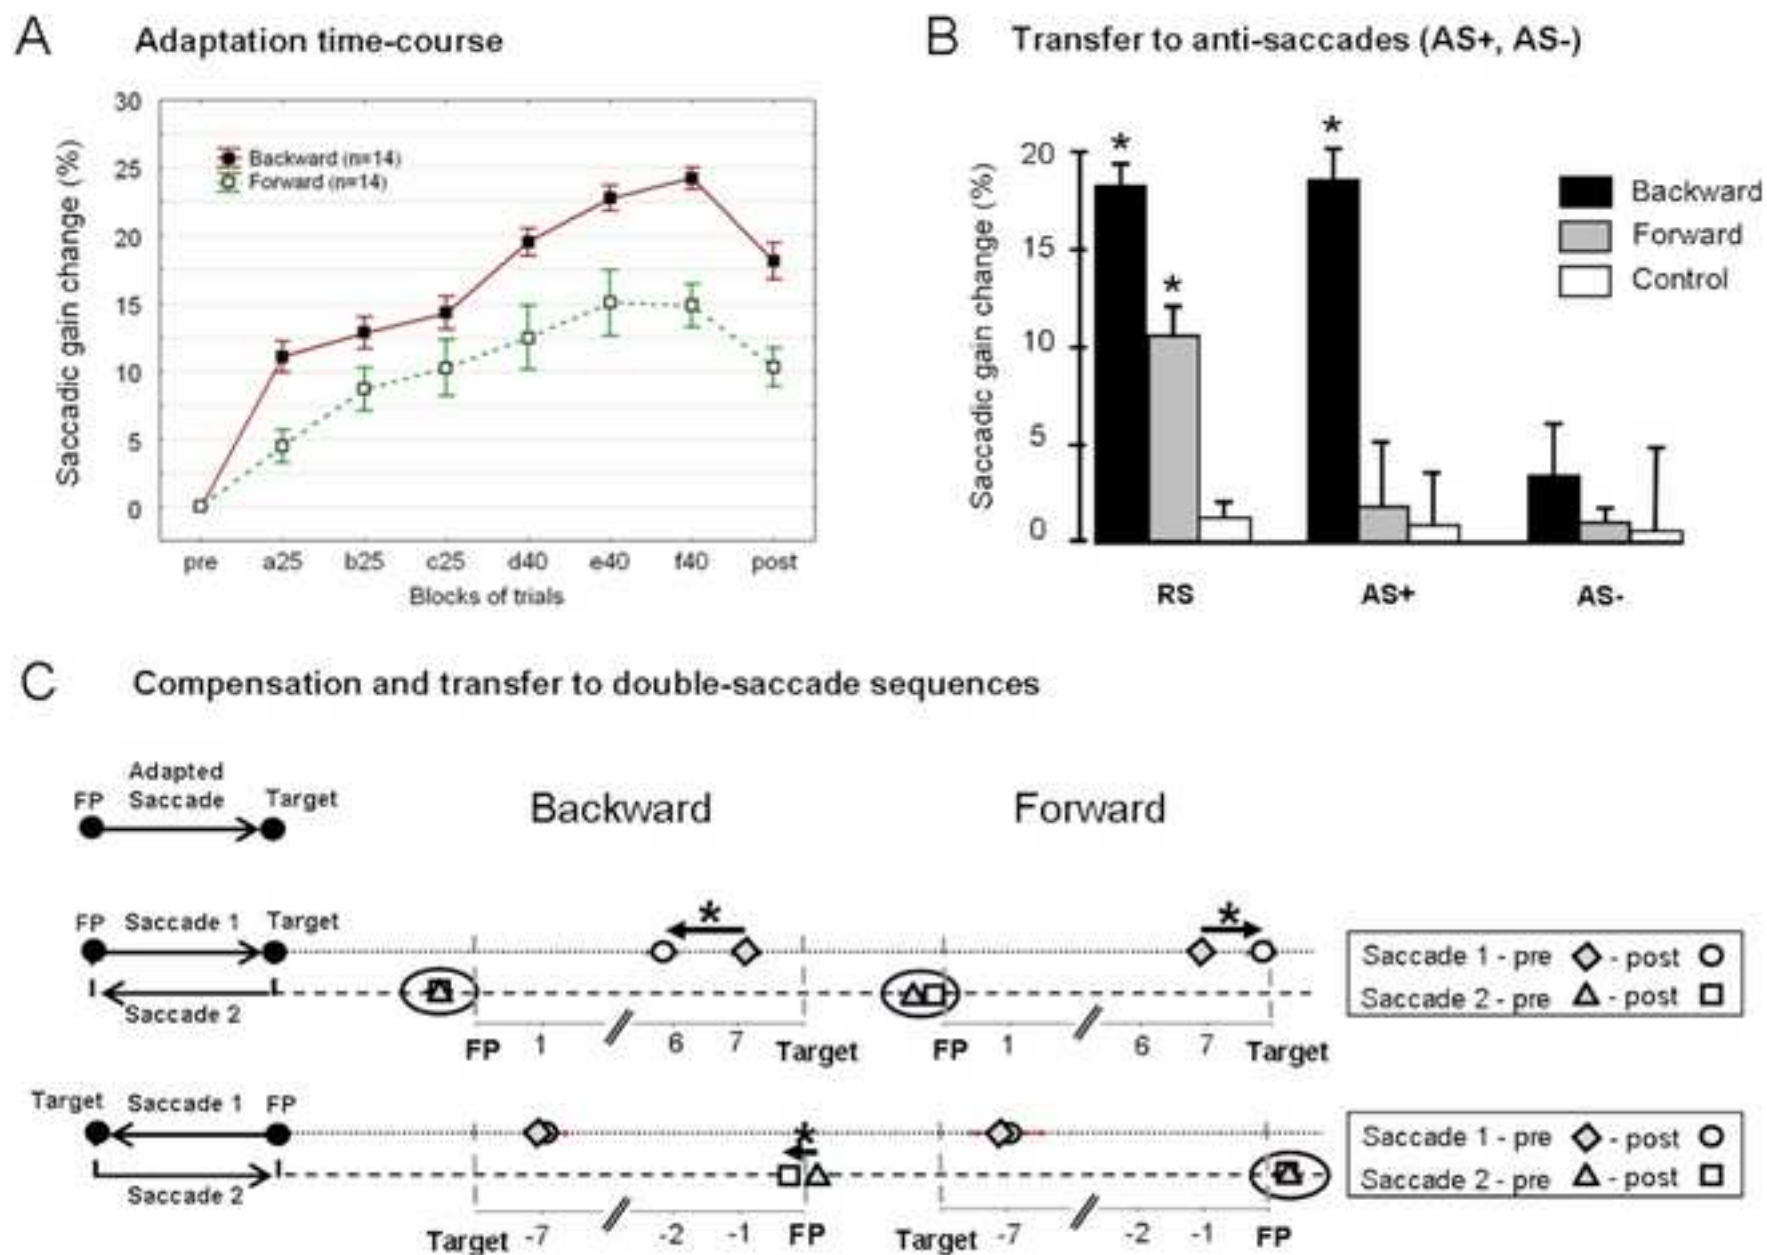 A Adaptation time-course
Saccadic gain change (%)
30
25
20
15
10
5
0
Backward (n=14)
Forward (n=14)
pre a25 b25 c25 d40 e40 f40 post
Blocks of trials
B Transfer to anti-saccades (AS+, AS-)
Saccadic gain change (%)
20
15
10
5
0
* * *
Backward
Forward
Control
RS AS+ AS-
C Compensation and transfer to double-saccade sequences
Adapted
FP Saccade Target
Backward Forward
FP Saccade 1 Target
* *
Saccade 1 - pre - post
Saccade 2 - pre - post
Saccade 2
FP 1 // 6 7 Target FP 1 // 6 7 Target
Target Saccade 1 FP
*
Saccade 1 - pre - post
Saccade 2 - pre - post
Saccade 2
Target -7 // -2 -1 FP Target -7 // -2 -1 FP